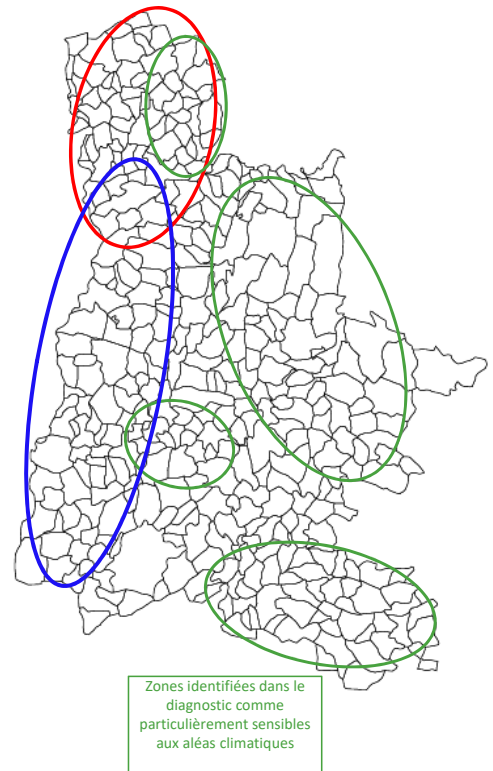 Zones identifiées dans le
diagnostic comme
particulièrement sensibles
aux aléas climatiques